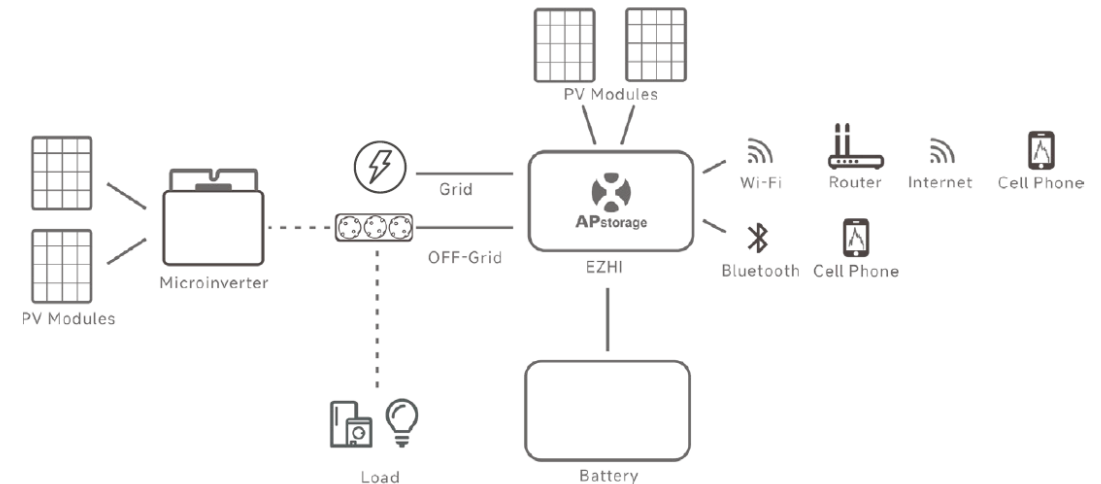 PV Modules
Grid
Wi-Fi
Router
Internet
Cell Phone
APstorage
OFF-Grid
EZHI
Bluetooth
Cell Phone
Microinverter
PV Modules
Load
Battery